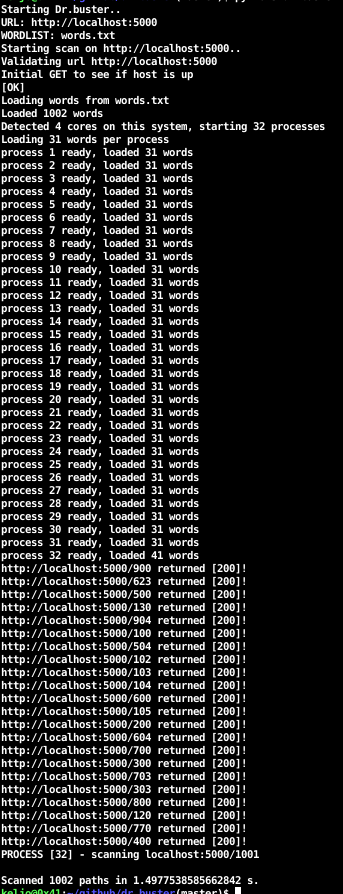 Starting Dr.buster..
URL: http://localhost:5000
WORDLIST: words.txt
Starting scan on http://localhost:5000..
Validating url http://localhost:5000
Initial GET to see if host is up
[OK]
Loading words from words.txt
Loaded 1002 words
Detected 4 cores on this system, starting 32 processes
Loading 31 words per process
process 1 ready, loaded 31 words
process 2 ready, loaded 31 words
process 3 ready, loaded 31 words
process 4 ready, loaded 31 words
process 5 ready, loaded 31 words
process 6 ready, loaded 31 words
process 7 ready, loaded 31 words
process 8 ready, loaded 31 words
process 9 ready, loaded 31 words
process 10 ready, loaded 31 words
process 11 ready, loaded 31 words
process 12 ready, loaded 31 words
process 13 ready, loaded 31 words
process 14 ready, loaded 31 words
process 15 ready, loaded 31 words
process 16 ready, loaded 31 words
process 17 ready, loaded 31 words
process 18 ready, loaded 31 words
process 19 ready, loaded 31 words
process 20 ready, loaded 31 words
process 21 ready, loaded 31 words
process 22 ready, loaded 31 words
process 23 ready, loaded 31 words
process 24 ready, loaded 31 words
process 25 ready, loaded 31 words
process 26 ready, loaded 31 words
process 27 ready, loaded 31 words
process 28 ready, loaded 31 words
process 29 ready, loaded 31 words
process 30 ready, loaded 31 words
process 31 ready, loaded 31 words
process 32 ready, loaded 41 words
http://localhost:5000/900 returned [200]!
http://localhost:5000/623 returned [200]!
http://localhost:5000/500 returned [200]!
http://localhost:5000/130 returned [200]!
http://localhost:5000/904 returned [200]!
http://localhost:5000/100 returned [200]!
http://localhost:5000/504 returned [200]!
http://localhost:5000/102 returned [200]!
http://localhost:5000/103 returned [200]!
http://localhost:5000/104 returned [200]!
http://localhost:5000/600 returned [200]!
http://localhost:5000/105 returned [200]!
http://localhost:5000/200 returned [200]!
http://localhost:5000/604 returned [200]!
http://localhost:5000/700 returned [200]!
http://localhost:5000/300 returned [200]!
http://localhost:5000/703 returned [200]!
http://localhost:5000/303 returned [200]!
http://localhost:5000/800 returned [200]!
http://localhost:5000/120 returned [200]!
http://localhost:5000/770 returned [200]!
http://localhost:5000/400 returned [200]!
PROCESS [32] - scanning localhost:5000/1001
Scanned 1002 paths in 1.4977538585662842 s.
:~/github/dr_buster(master)$